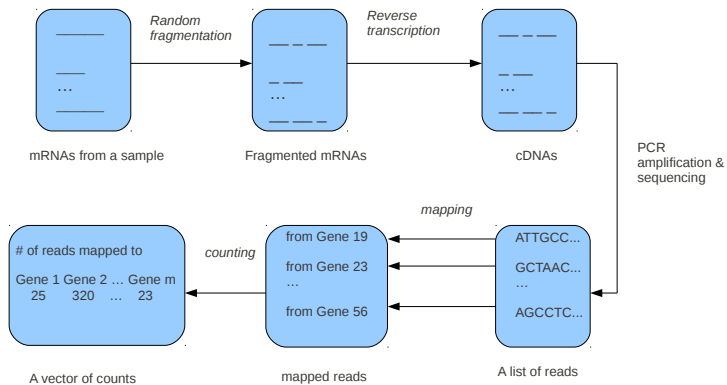 Random
fragmentation
Reverse
transcription
…
mRNAs from a sample
…
Fragmented mRNAs
…
cDNAs
PCR
amplification &
sequencing
mapping
counting
ATTGCC...
GCTAAC...
…
AGCCTC...
A list of reads
from Gene 19
from Gene 23
…
from Gene 56
mapped reads
# of reads mapped to
Gene 1 Gene 2 … Gene m
25 320 … 23
A vector of counts